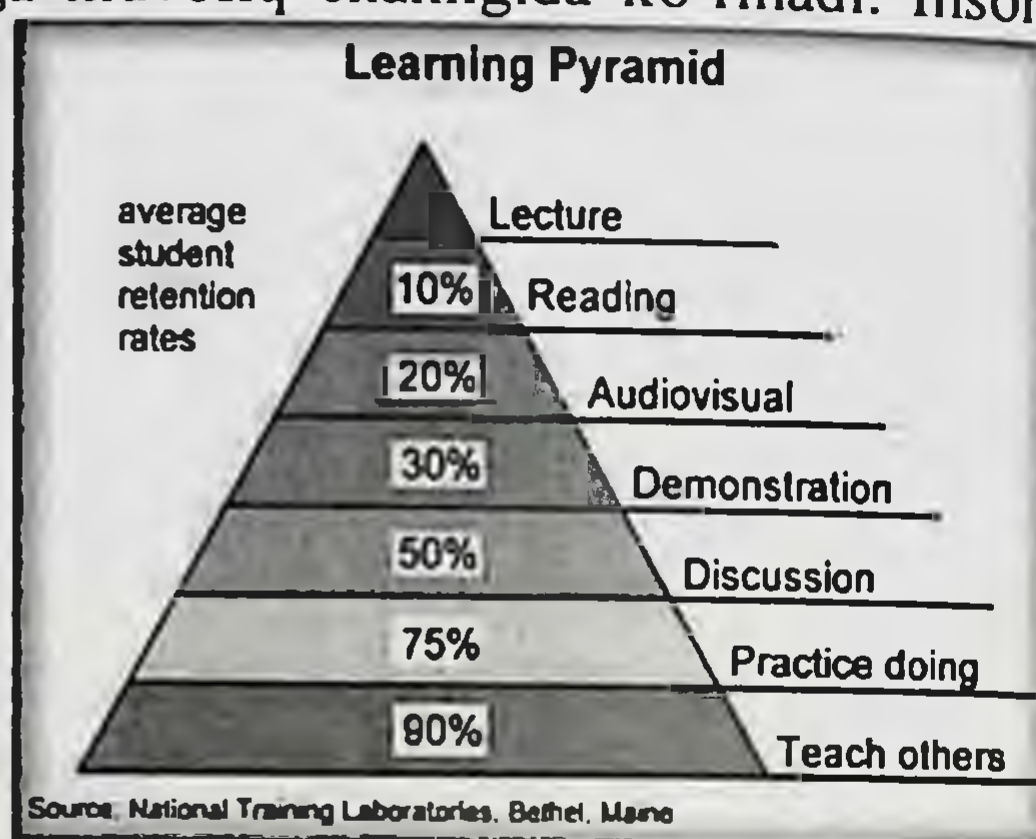 Learning Pyramid
average
student
retention
rates
Lecture
10% Reading
20% Audiovisual
30% Demonstration
50% Discussion
75% Practice doing
90% Teach others
Source, National Training Laboratories, Bethel, Maine